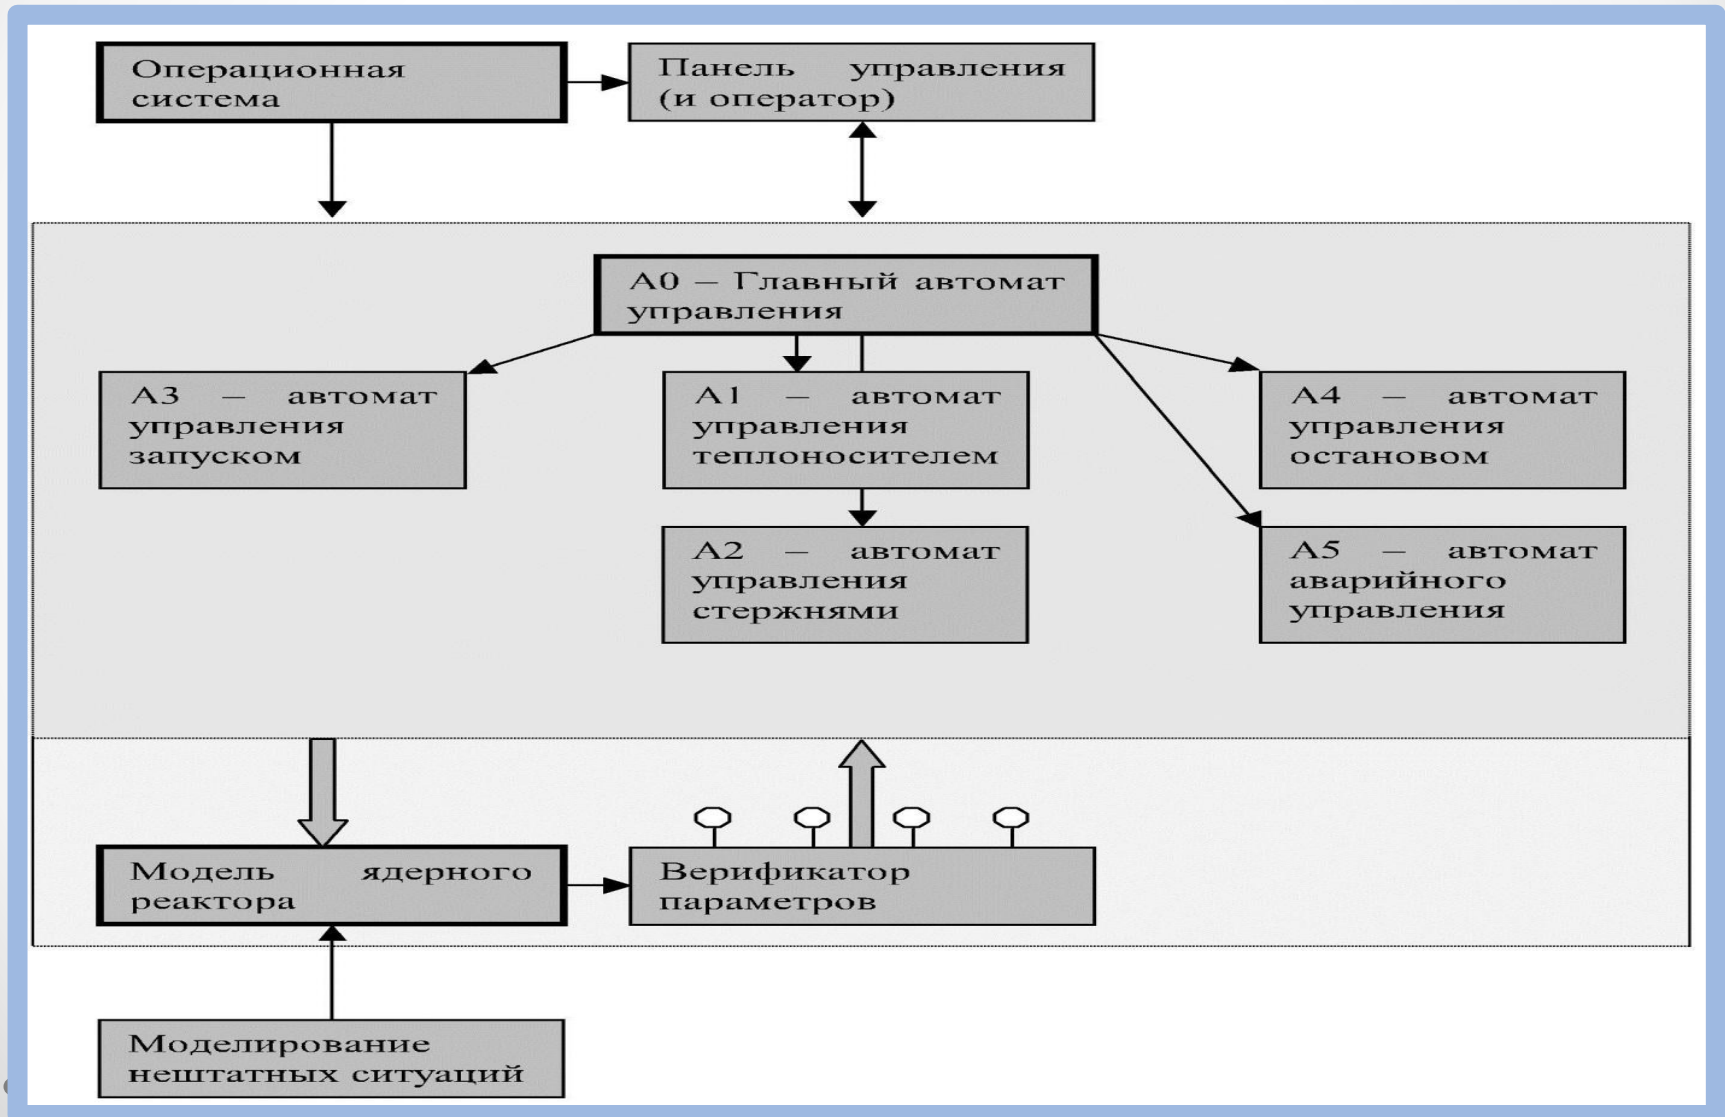 Операционная
система
Панель управления
(и оператор)
А0 – Главный автомат
управления
А3 – автомат
управления
запуском
А1 – автомат
управления
теплоносителем
А4 – автомат
управления
остановом
А2 – автомат
управления
стержнями
А5 – автомат
аварийного
управления
Модель ядерного
реактора
Верификатор
параметров
Моделирование
нештатных ситуаций